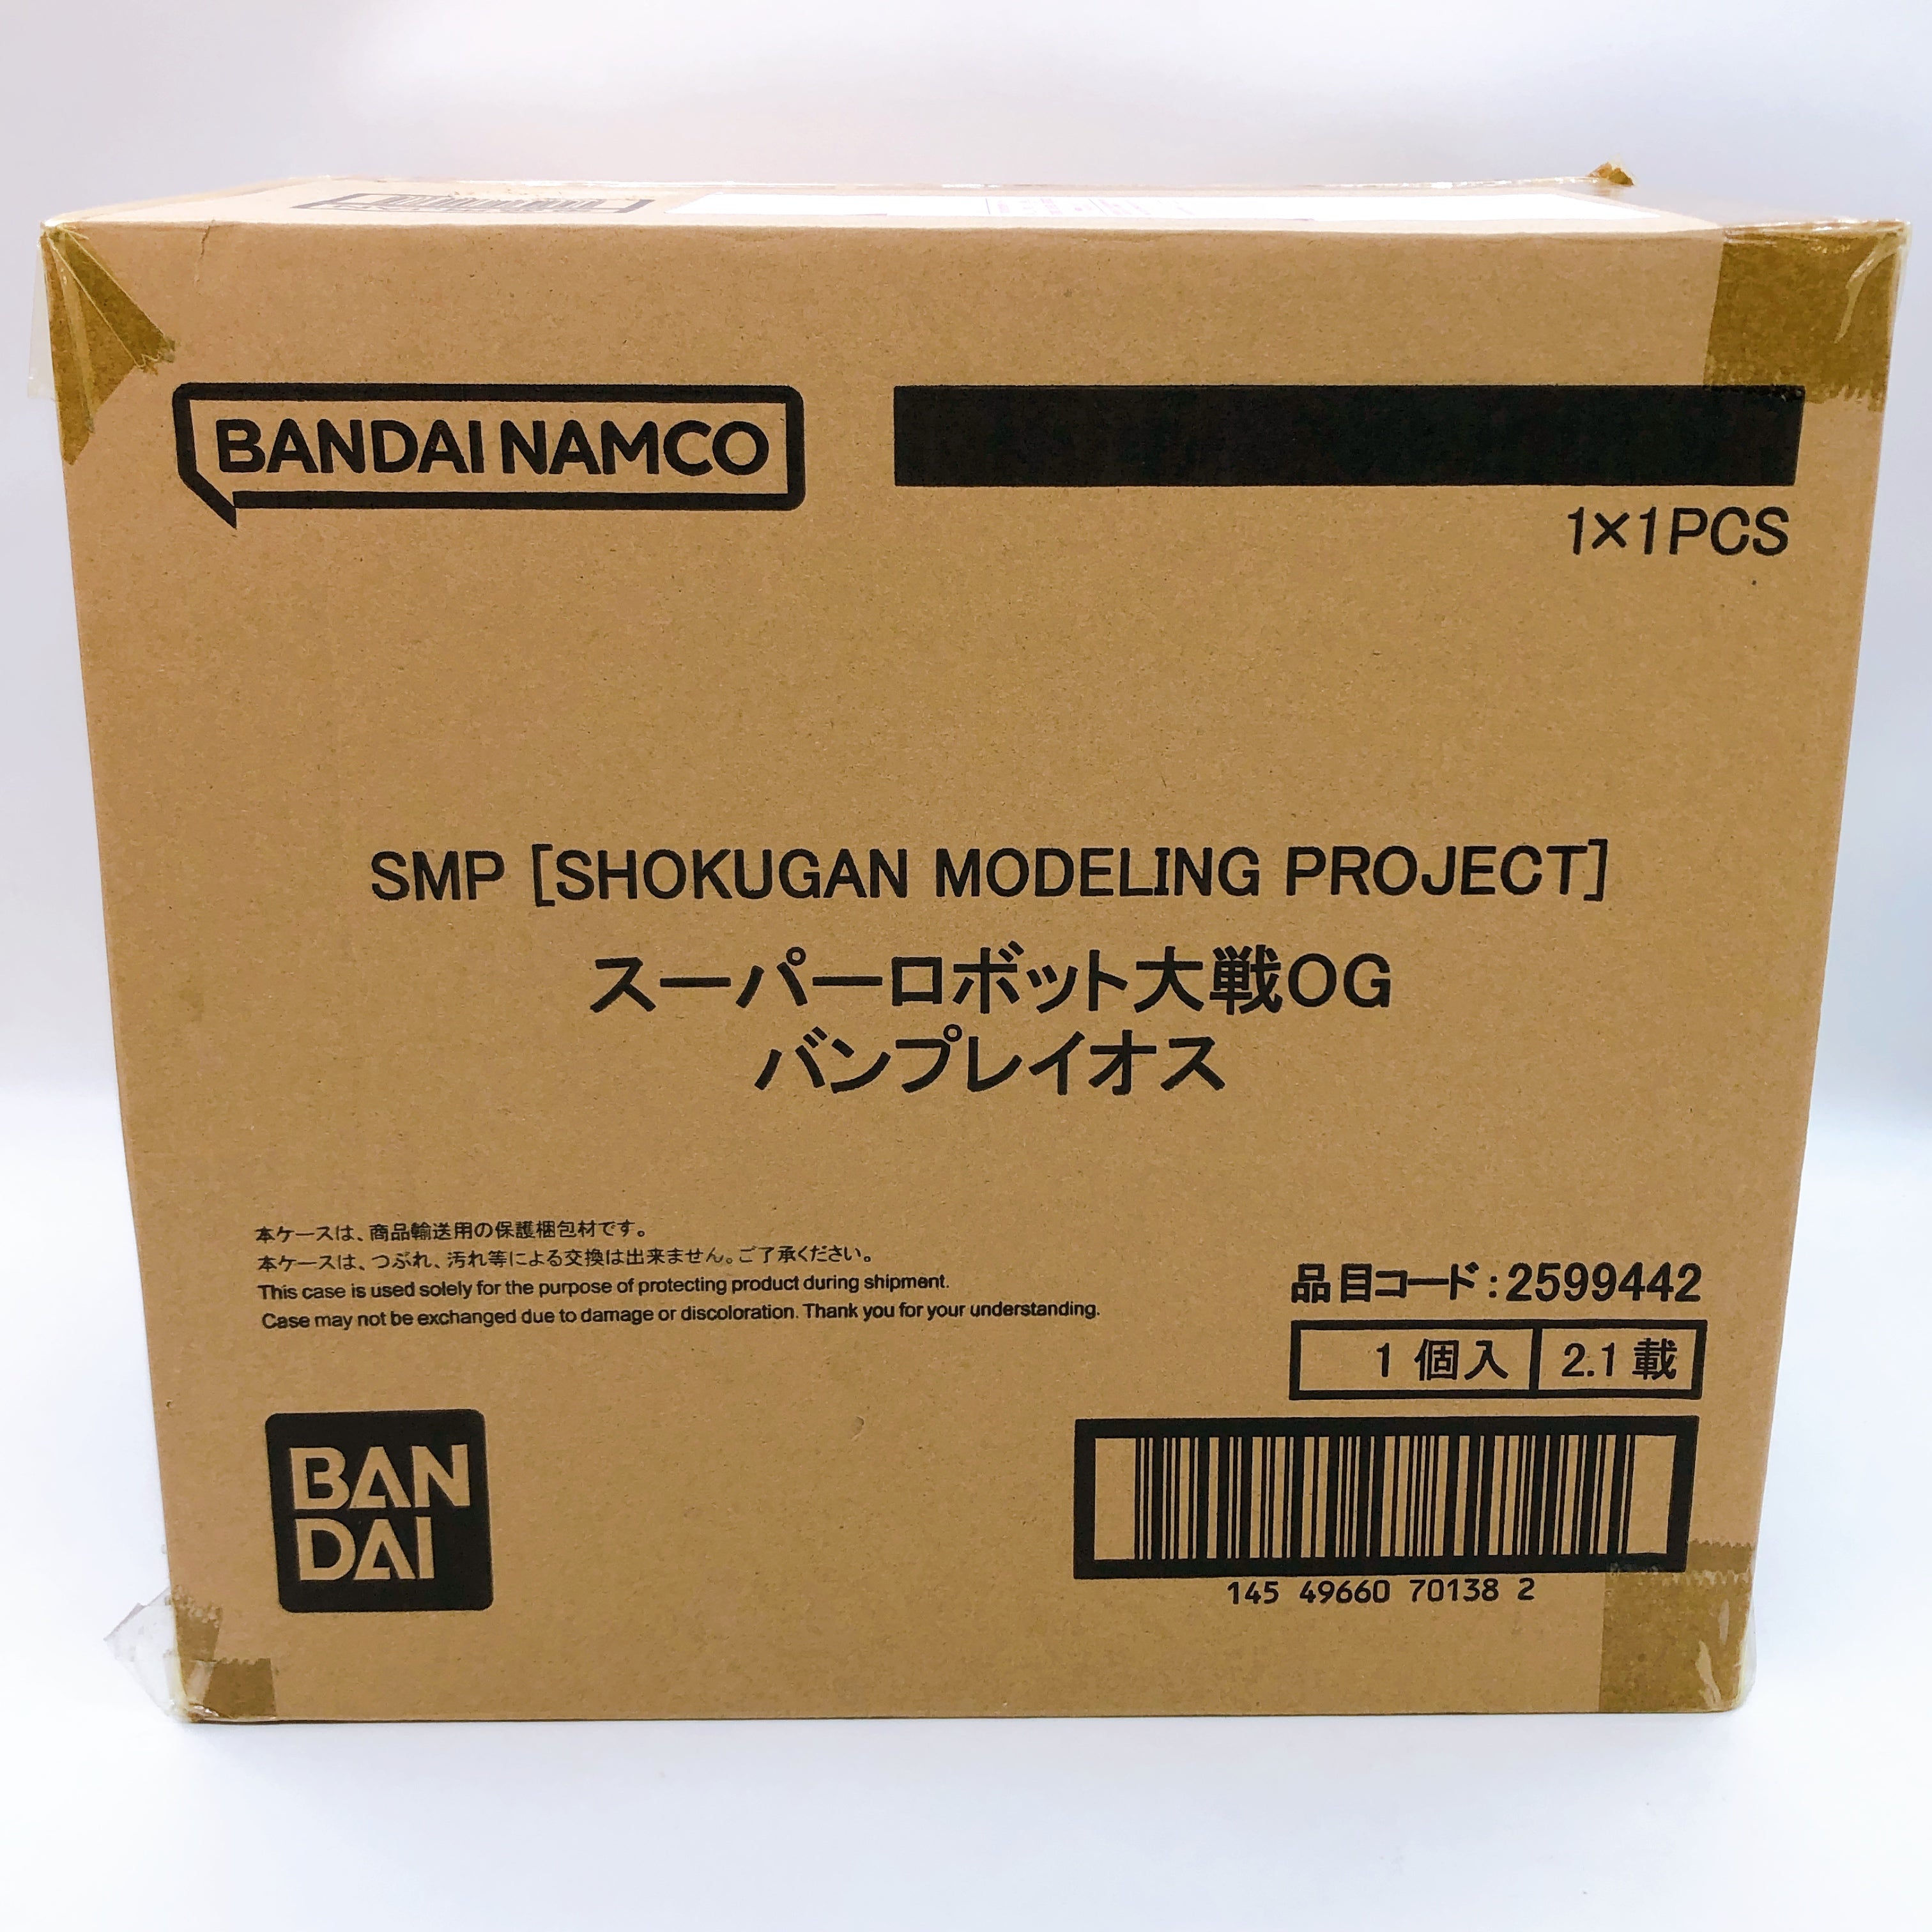 BANDAI NAMCO
1×1PCS
SMP [SHOKUGAN MODELING PROJECT]
スーパーロボット大戦OG
バンプレイオス
本ケースは、商品輸送用の保護梱包材です。
本ケースは、つぶれ、汚れ等による交換は出来ません。ご了承ください。
This case is used solely for the purpose of protecting product during shipment.
Case may not be exchanged due to damage or discoloration. Thank you for your understanding.
品目コード:2599442
1 個入 2.1 載
BAN
DAI
145 49660 70138 2